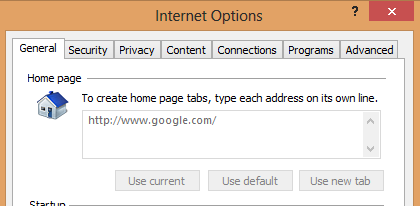 Internet Options
?
General Security Privacy Content Connections Programs Advanced
Home page
To create home page tabs, type each address on its own line.
http://www.google.com/
Use current Use default Use new tab
Startup